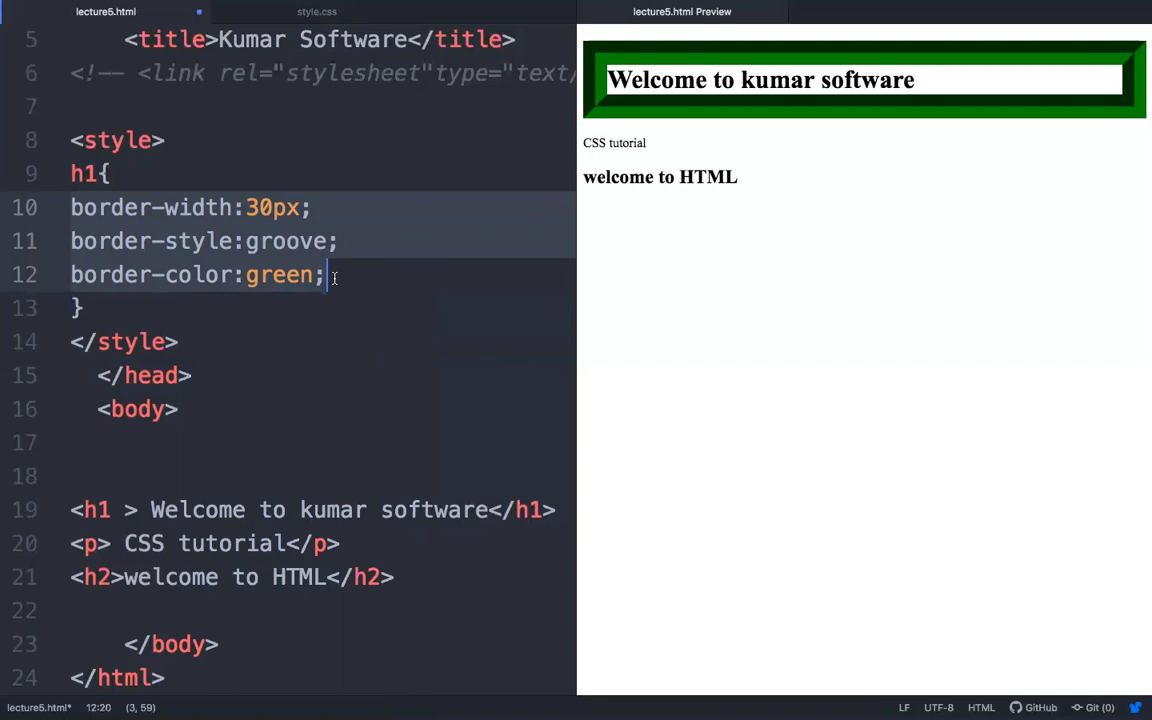 lecture5.html
style.css
lecture5.html Preview
5 <title>Kumar Software</title>
6 <!-- <link rel="stylesheet"type="text/
7
8 <style>
9 h1{
10 border-width:30px;
11 border-style:groove;
12 border-color:green;
13 }
14 </style>
15 </head>
16 <body>
17
18
19 <h1 > Welcome to kumar software</h1>
20 <p> CSS tutorial</p>
21 <h2>welcome to HTML</h2>
22
23 </body>
24 </html>
Welcome to kumar software
CSS tutorial
welcome to HTML
lecture5.html* 12:20 (3, 59) LF UTF-8 HTML GitHub Git (0)